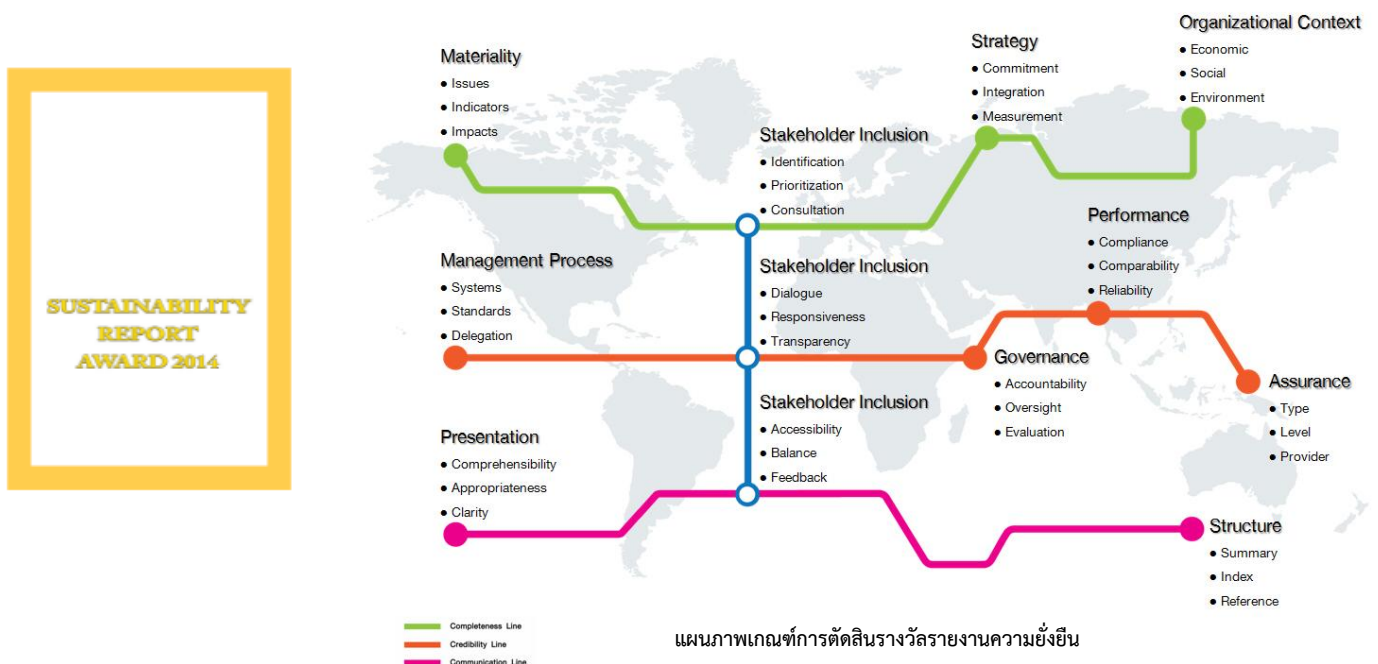 SUSTAINABILITY
REPORT
AWARD 2014
Materiality
● Issues
● Indicators
● Impacts
Stakeholder Inclusion
● Identification
● Prioritization
● Consultation
Strategy
● Commitment
● Integration
● Measurement
Organizational Context
● Economic
● Social
● Environment
Management Process
● Systems
● Standards
● Delegation
Stakeholder Inclusion
● Dialogue
● Responsiveness
● Transparency
Governance
● Accountability
● Oversight
● Evaluation
Performance
● Compliance
● Comparability
● Reliability
Assurance
● Type
● Level
● Provider
Presentation
● Comprehensibility
● Appropriateness
● Clarity
Stakeholder Inclusion
● Accessibility
● Balance
● Feedback
Structure
● Summary
● Index
● Reference
Completeness Line
Credibility Line
Communication Line
แผนภาพเกณฑ์การตัดสินรางวัลรายงานความยั่งยืน